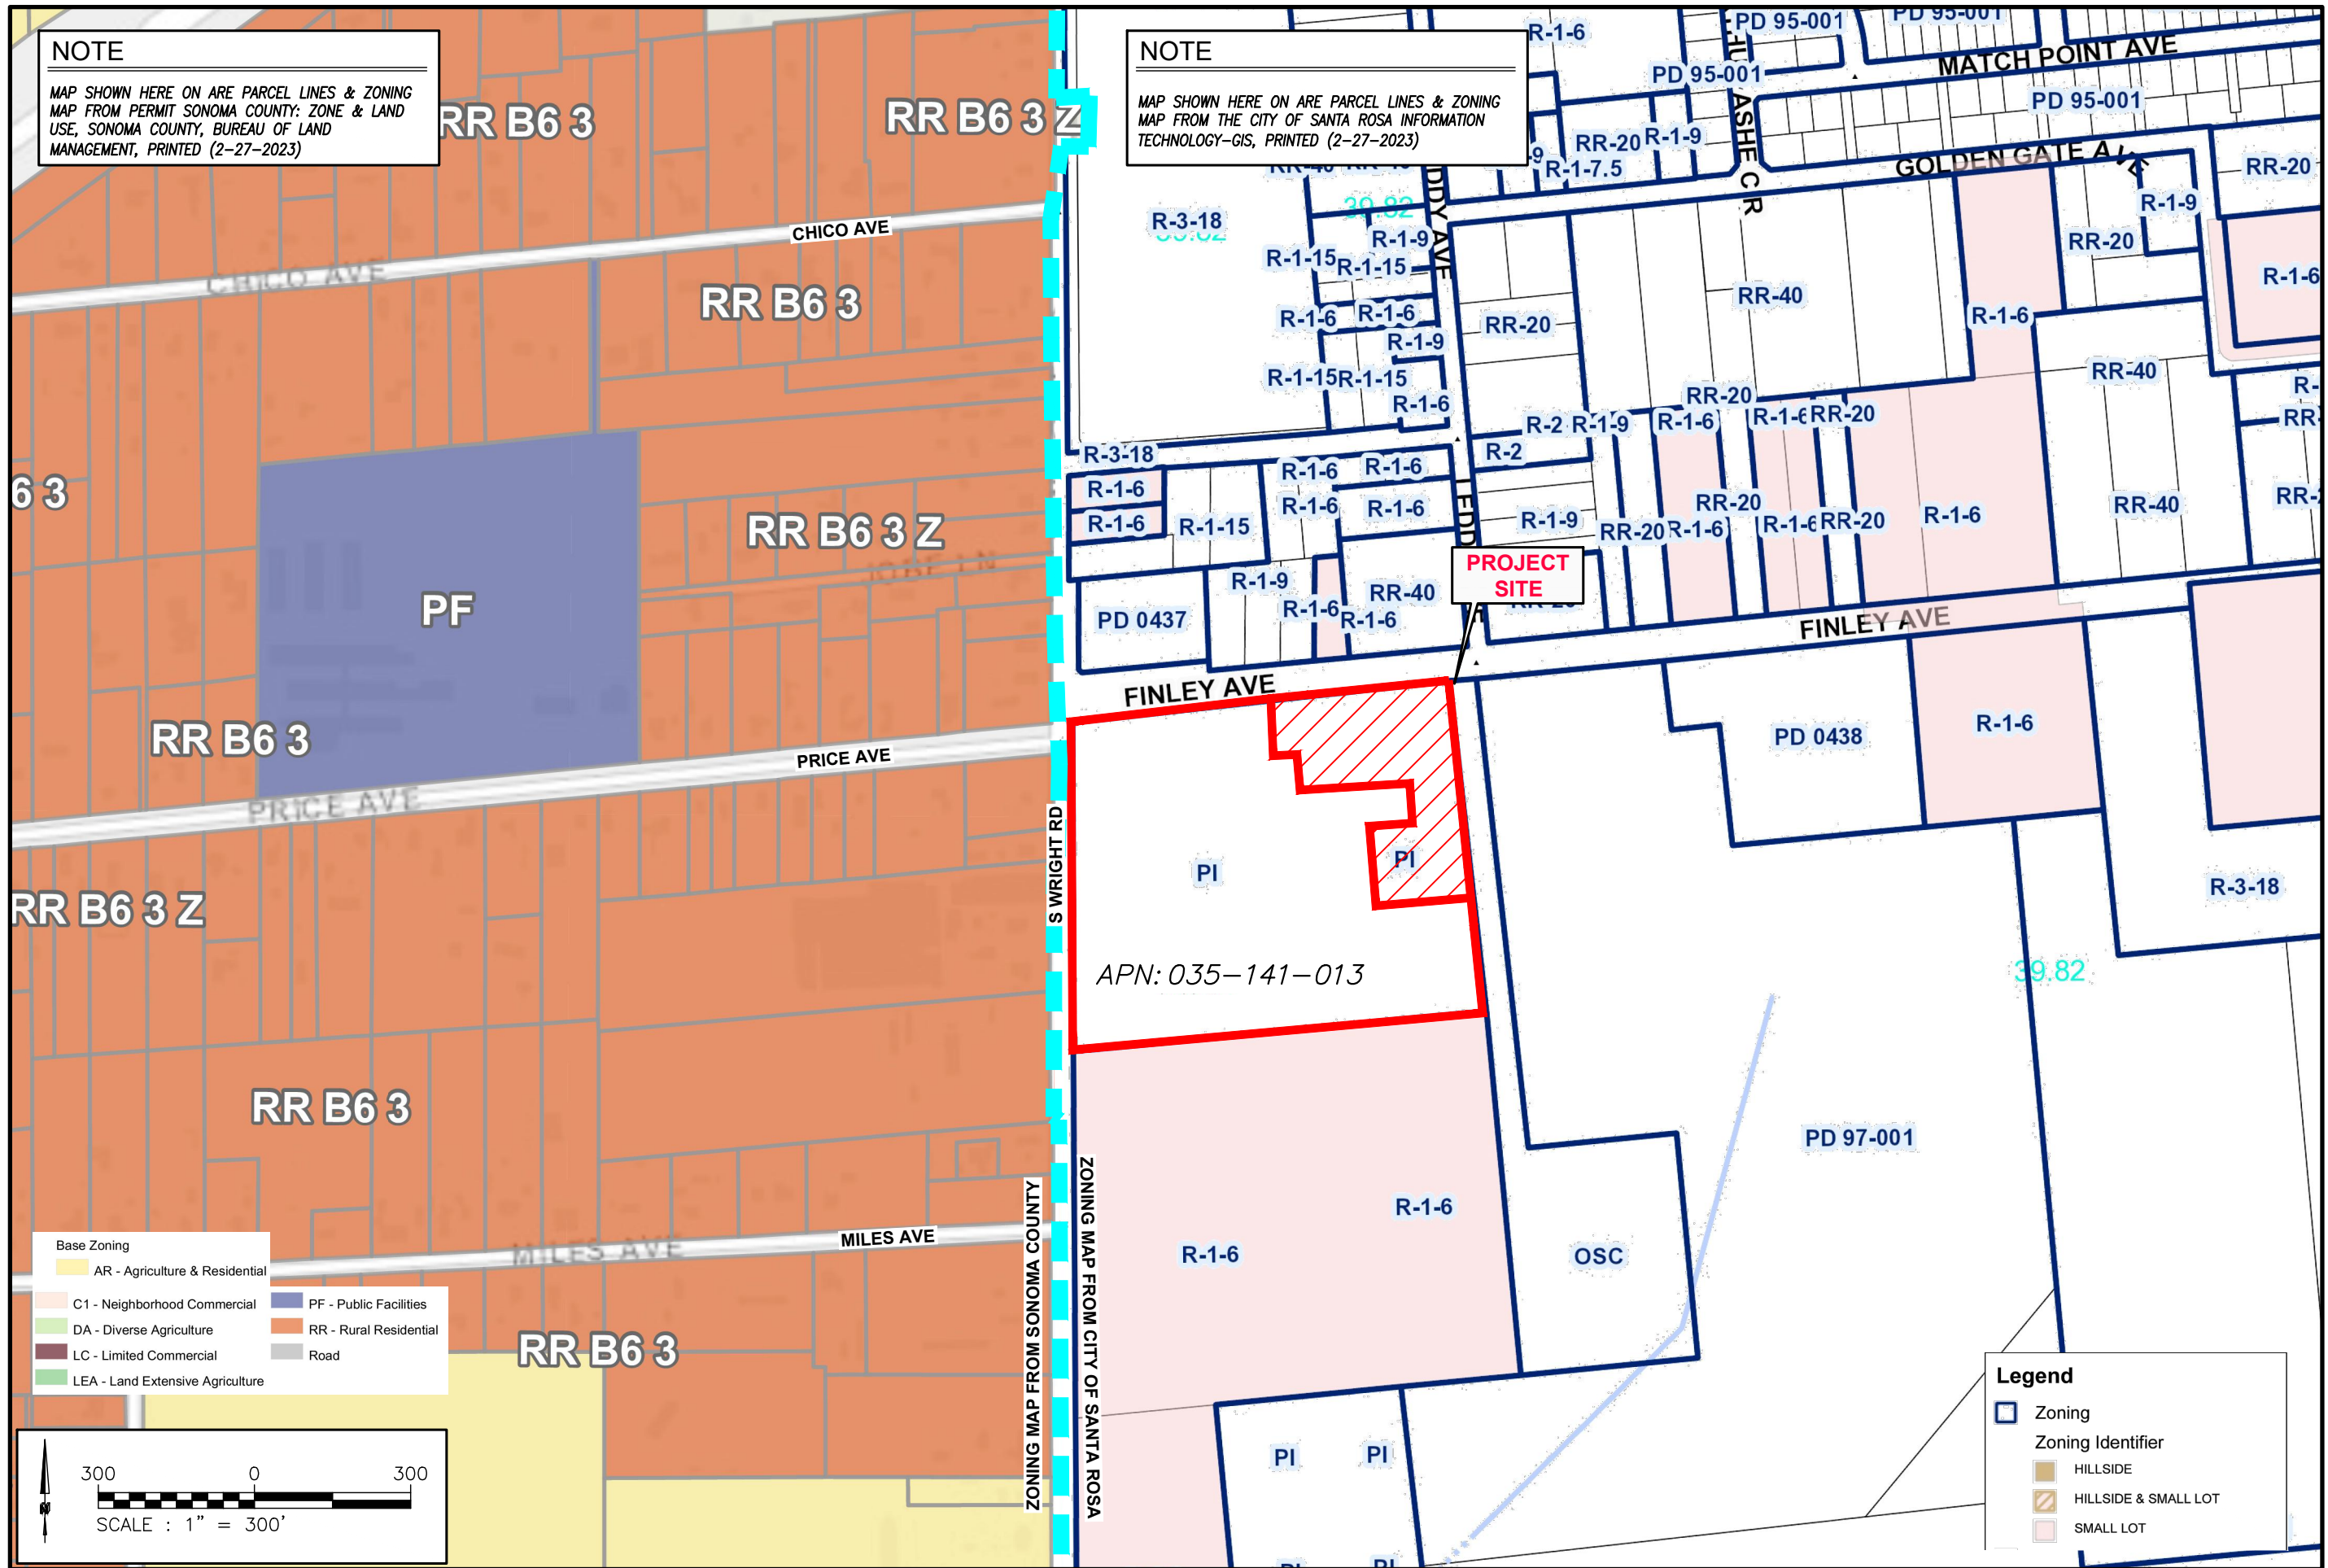 NOTE
MAP SHOWN HERE ON ARE PARCEL LINES & ZONING
MAP FROM PERMIT SONOMA COUNTY: ZONE & LAND
USE, SONOMA COUNTY, BUREAU OF LAND
MANAGEMENT, PRINTED (2-27-2023)
RR B6 3
RR B6 3 Z
CHICO AVE
CHICO AVE
RR B6 3
6 3
RR B6 3 Z
JOBE LN
PF
RR B6 3
PRICE AVE
PRICE AVE
RR B6 3 Z
RR B6 3
MILES AVE
MILES AVE
RR B6 3
Base Zoning
AR - Agriculture & Residential
C1 - Neighborhood Commercial
PF - Public Facilities
DA - Diverse Agriculture
RR - Rural Residential
LC - Limited Commercial
Road
LEA - Land Extensive Agriculture
300 0 300
SCALE : 1" = 300'
S WRIGHT RD
ZONING MAP FROM SONOMA COUNTY
ZONING MAP FROM CITY OF SANTA ROSA
NOTE
MAP SHOWN HERE ON ARE PARCEL LINES & ZONING
MAP FROM THE CITY OF SANTA ROSA INFORMATION
TECHNOLOGY-GIS, PRINTED (2-27-2023)
R-1-6
PD 95-001
PD 95-001
MATCH POINT AVE
PD 95-001
PD 95-001
ASHE CR
RR-20
R-1-9
R-1-7.5
GOLDEN GATE AVE
RR-20
R-3-18
39.82
39.82
R-1-9
R-1-15
R-1-15
R-1-9
RR-20
R-1-6
RR-40
R-1-6
R-1-6
R-1-6
RR-20
R-1-9
R-1-15
R-1-15
R-1-6
RR-40
RR-20
R-2
R-1-9
R-1-6
R-1-6
RR-20
R-3-18
R-2
R-1-6
R-1-6
R-1-6
R-1-6
R-1-6
R-1-6
R-1-15
R-1-9
RR-20
RR-20
R-1-6
R-1-6
RR-20
R-1-6
RR-40
PROJECT
SITE
R-1-9
RR-40
PD 0437
R-1-6
R-1-6
FINLEY AVE
FINLEY AVE
PD 0438
R-1-6
PI
PI
R-3-18
APN: 035-141-013
39.82
PD 97-001
R-1-6
R-1-6
OSC
PI
PI
PI
PI
Legend
Zoning
Zoning Identifier
HILLSIDE
HILLSIDE & SMALL LOT
SMALL LOT